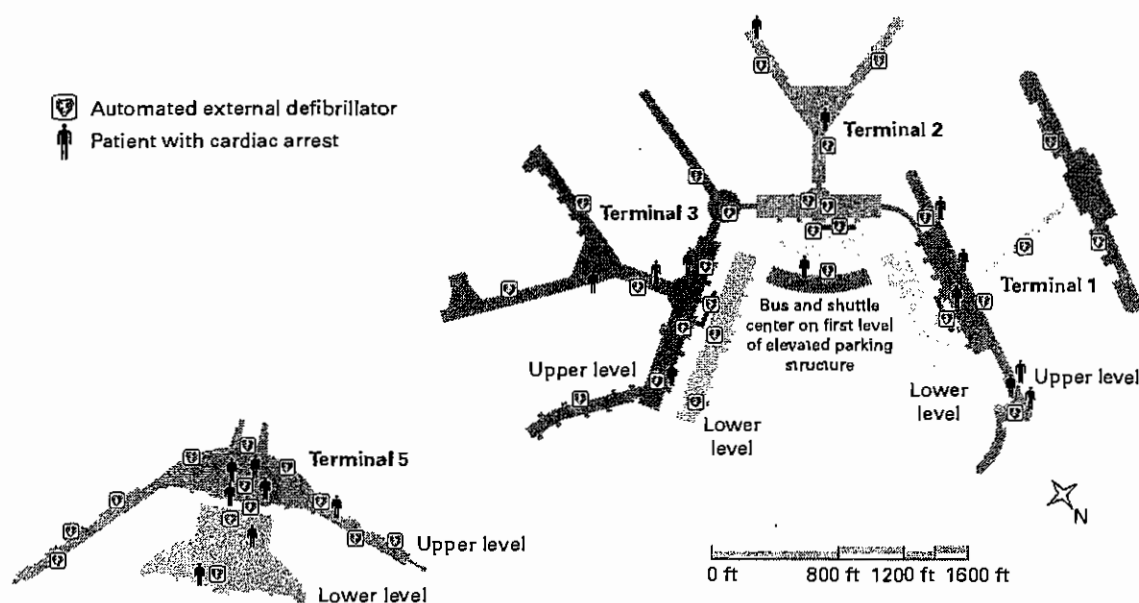 Automated external defibrillator
Patient with cardiac arrest
Terminal 2
Terminal 3
Terminal 1
Bus and shuttle
center on first level
of elevated parking
structure
Upper level
Lower
level
Lower
level
Upper level
Terminal 5
Upper level
Lower level
N
0 ft
800 ft
1200 ft
1600 ft